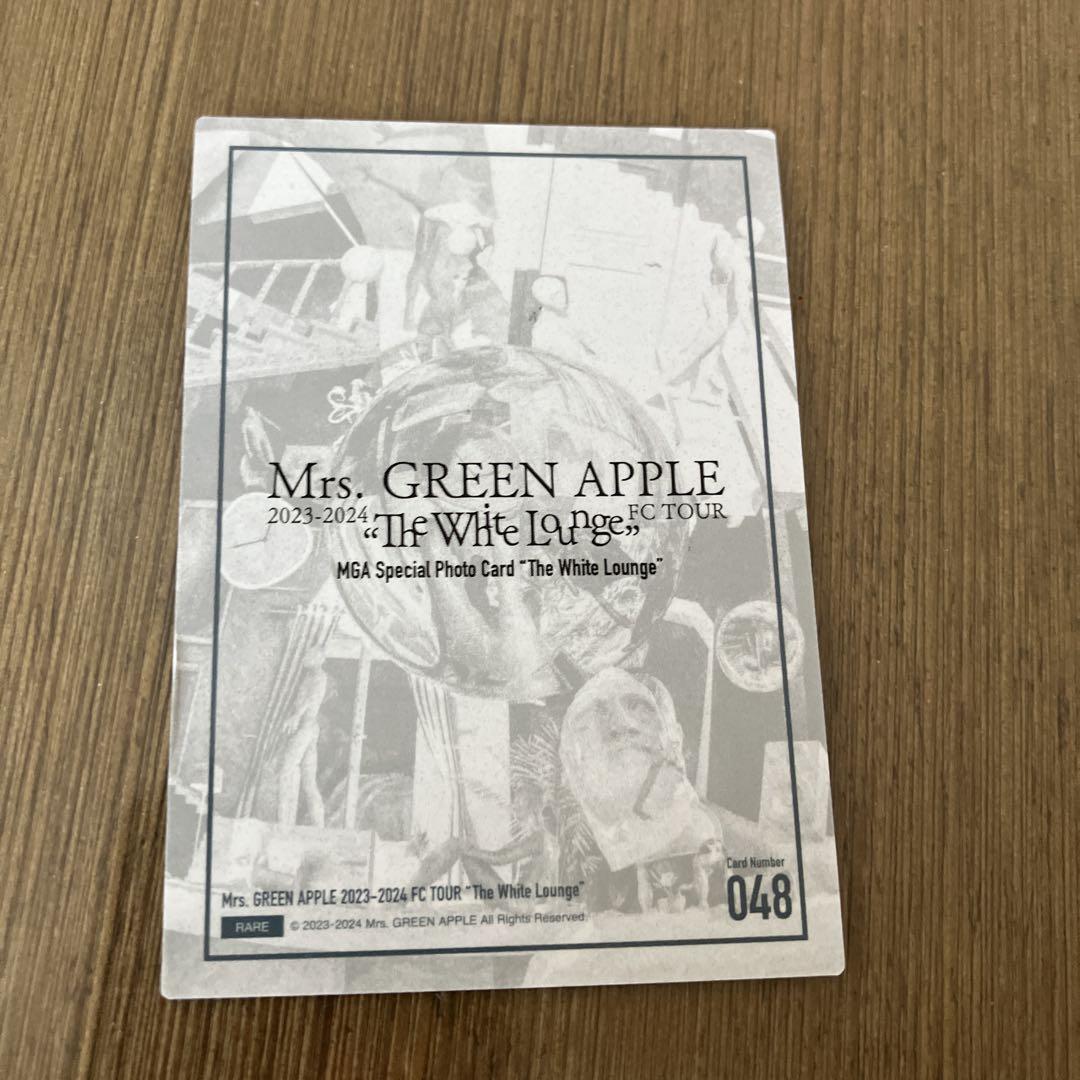 Mrs. GREEN APPLE
2023-2024 “The White Lounge” FC TOUR
MGA Special Photo Card “The White Lounge”
Card Number
048
Mrs. GREEN APPLE 2023-2024 FC TOUR “The White Lounge”
RARE © 2023-2024 Mrs. GREEN APPLE All Rights Reserved.